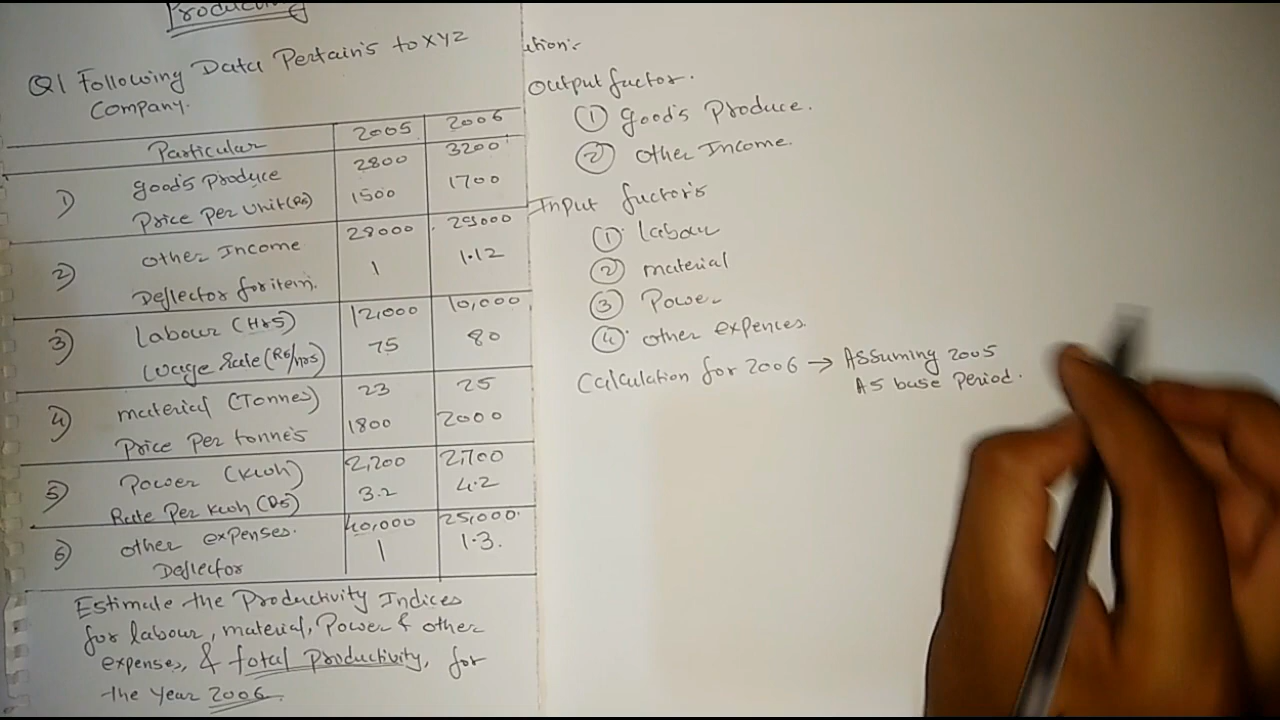 Productivity
Q1 Following Data Pertain's to XYZ
Company.
Particular 2005 2006
1) good's produce 2800 3200
Price Per unit (Rs) 1500 1700
2) other Income 28000 25000
Deflector for item. 1 1.12
3) labour (Hrs) 12,000 10,000
Wage Rate (Rs/hrs) 75 80
4) material (Tonnes) 23 25
Price Per tonne's 1800 2000
5) Power (Kwh) 2,200 2,700
Rate Per Kwh (Rs) 3.2 4.2
6) other expenses. 40,000 25,000.
Deflector 1 1.3.
Estimate the Productivity Indices
for labour, material, Power & other
expenses, & total productivity, for
the Year 2006.
ution:-
Output factor.
① good's Produce.
② other Income.
Input factor's
① labour
② material
③ Power
④ other expences.
Calculation for 2006 → Assuming 2005
As base Period.